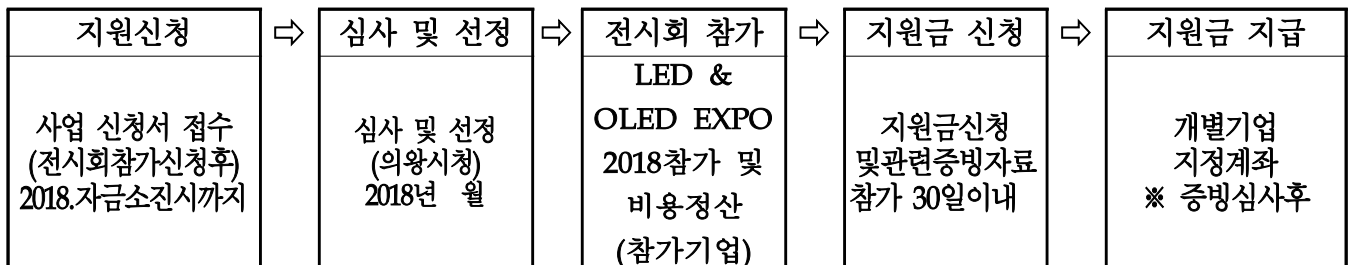 지원신청
사업 신청서 접수
(전시회참가신청후)
2018.자금소진시까지
⇨
심사 및 선정
심사 및 선정
(의왕시청)
2018년 월
⇨
전시회 참가
LED &
OLED EXPO
2018참가 및
비용정산
(참가기업)
⇨
지원금 신청
지원금신청
및관련증빙자료
참가 30일이내
⇨
지원금 지급
개별기업
지정계좌
※ 증빙심사후